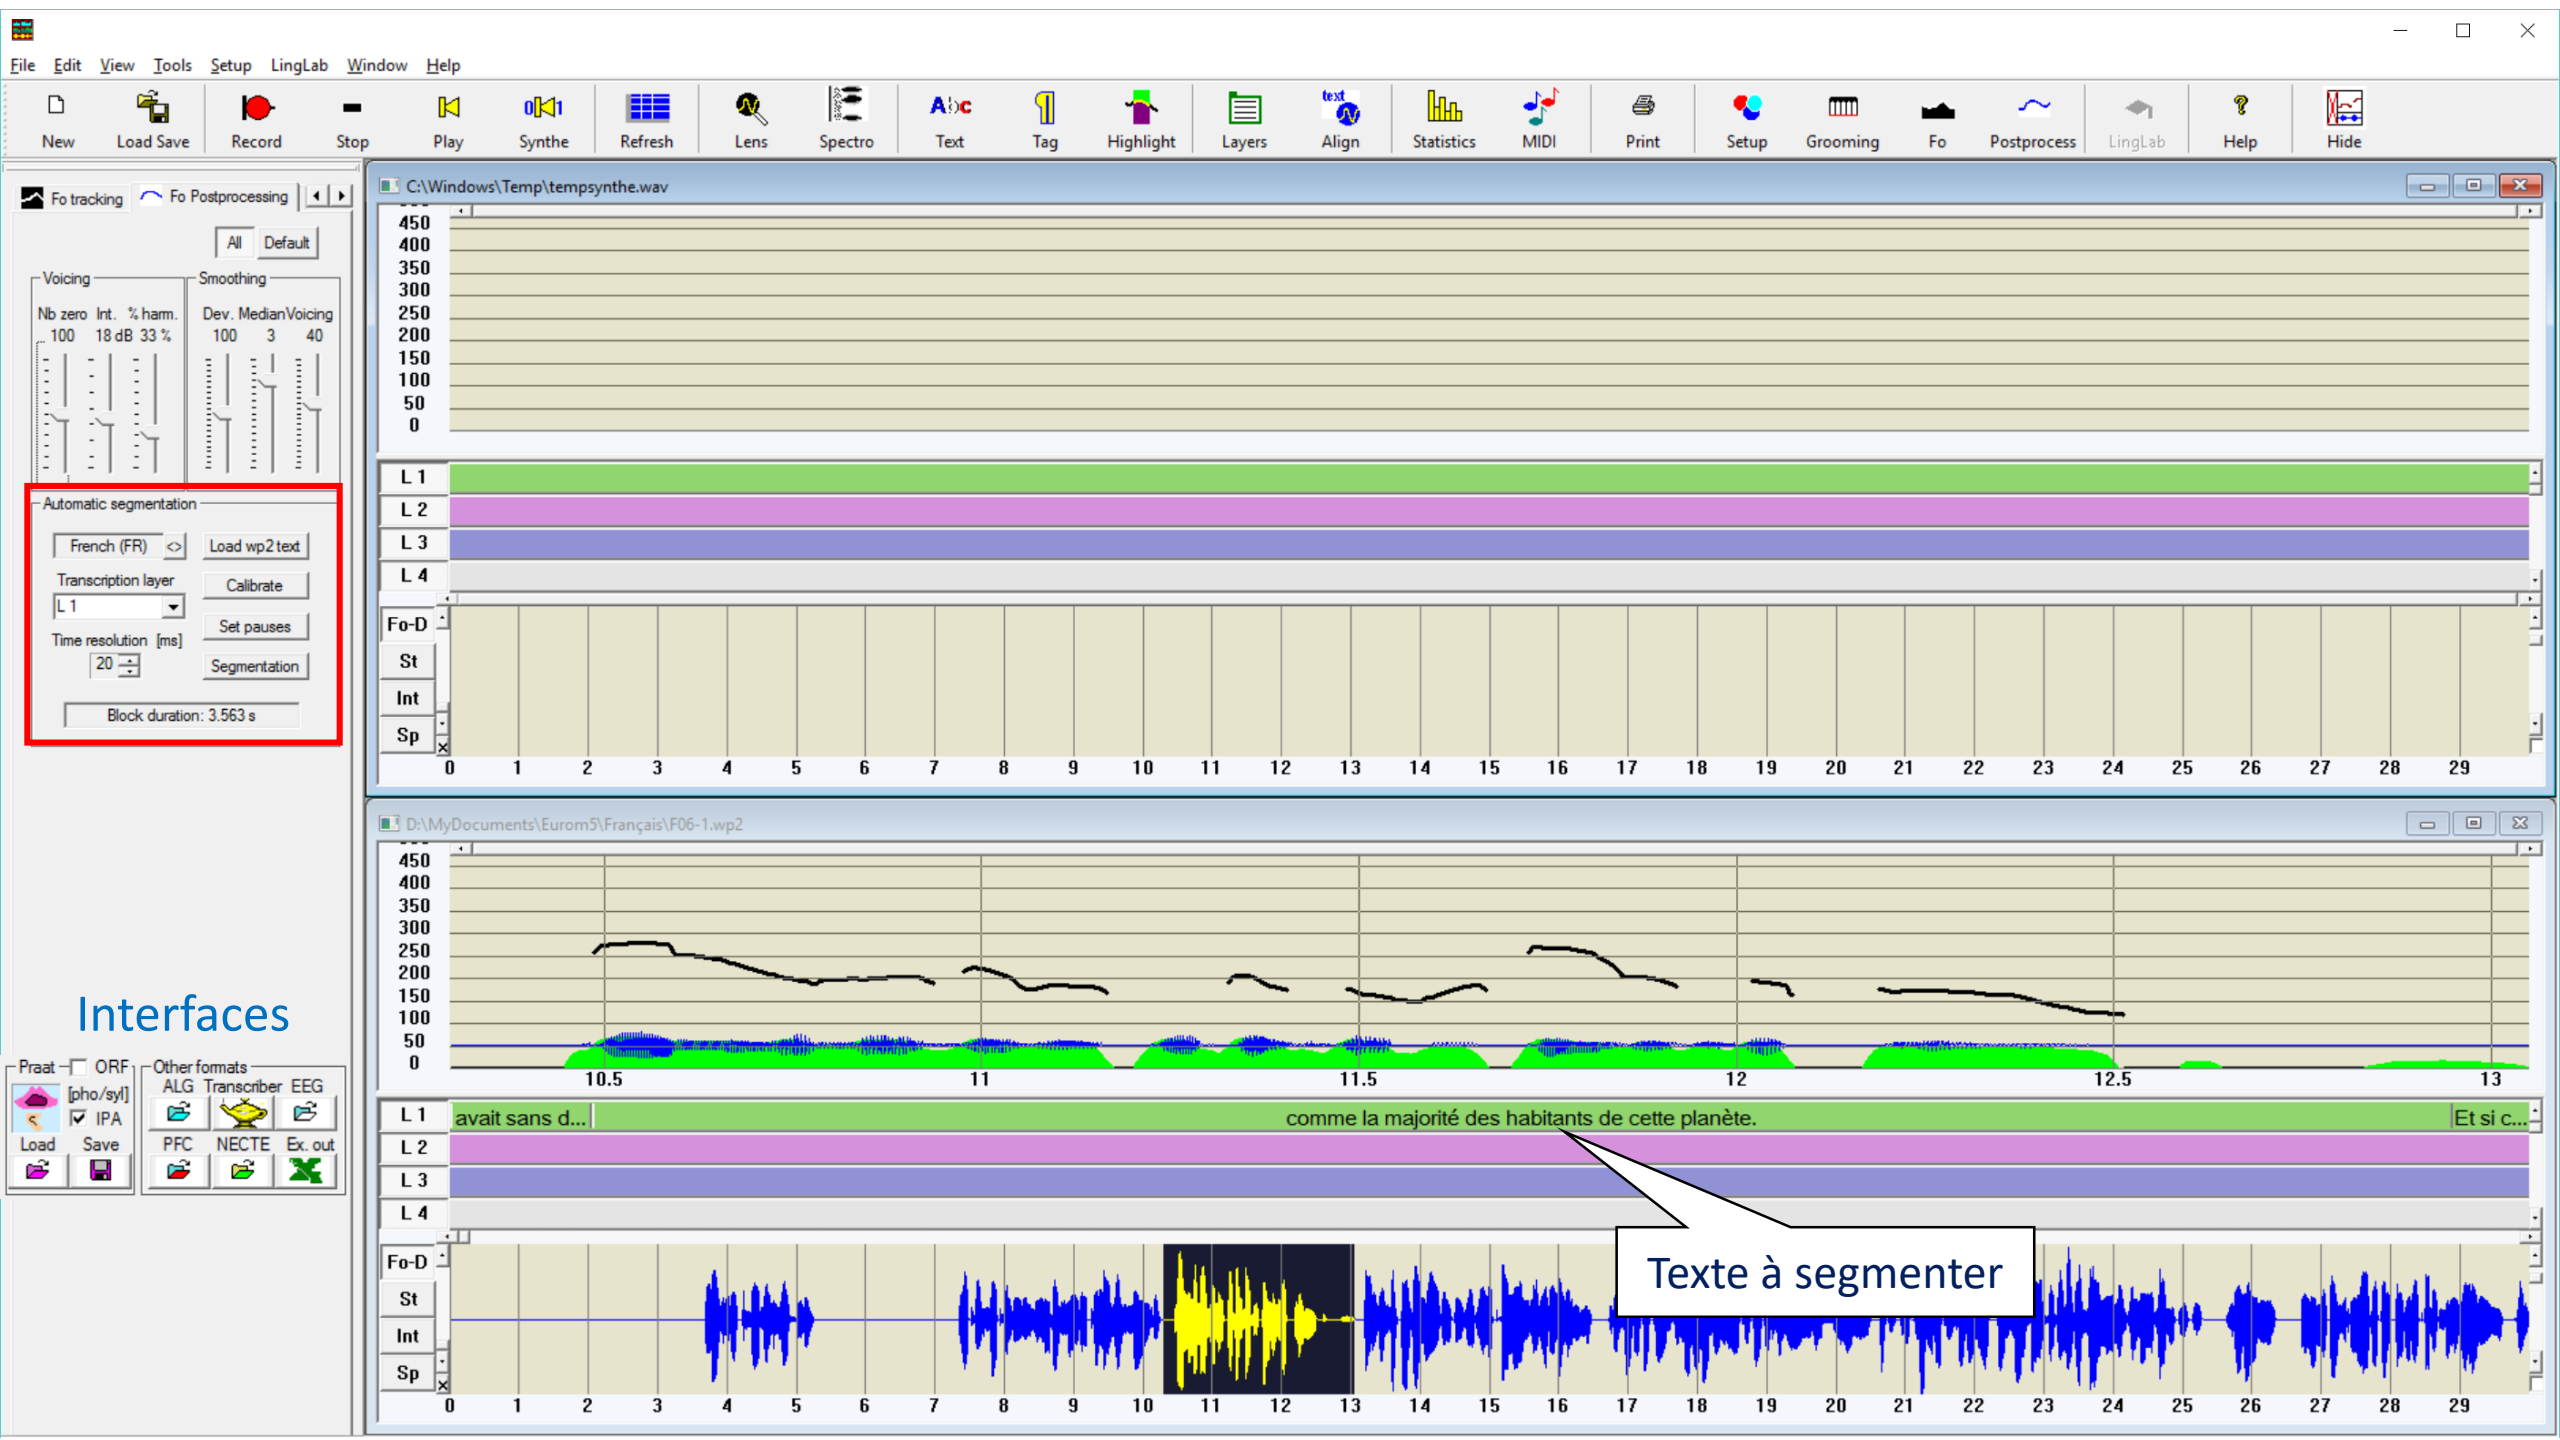 File Edit View Tools Setup LingLab Window Help
New Load Save Record Stop Play Synthe Refresh Lens Spectro Text Tag Highlight Layers Align Statistics MIDI Print Setup Grooming Fo Postprocess LingLab Help Hide
Fo tracking Fo Postprocessing
All Default
Voicing Smoothing
Nb zero Int. % harm. Dev. Median Voicing
100 18 dB 33 % 100 3 40
Automatic segmentation
French (FR) <> Load wp2 text
Transcription layer Calibrate
L 1
Set pauses
Time resolution [ms]
20 Segmentation
Block duration: 3.563 s
Interfaces
Praat ORF Other formats
[pho/syl] ALG Transcriber EEG
IPA
Load Save PFC NECTE Ex. out
C:\Windows\Temp\tempsynthe.wav
450
400
350
300
250
200
150
100
50
0
L 1
L 2
L 3
L 4
Fo-D
St
Int
Sp
0 1 2 3 4 5 6 7 8 9 10 11 12 13 14 15 16 17 18 19 20 21 22 23 24 25 26 27 28 29
D:\MyDocuments\Eurom5\Français\F06-1.wp2
450
400
350
300
250
200
150
100
50
0
10.5 11 11.5 12 12.5 13
L 1 avait sans d... comme la majorité des habitants de cette planète. Et si c...
L 2
L 3
L 4
Texte à segmenter
Fo-D
St
Int
Sp
0 1 2 3 4 5 6 7 8 9 10 11 12 13 14 15 16 17 18 19 20 21 22 23 24 25 26 27 28 29